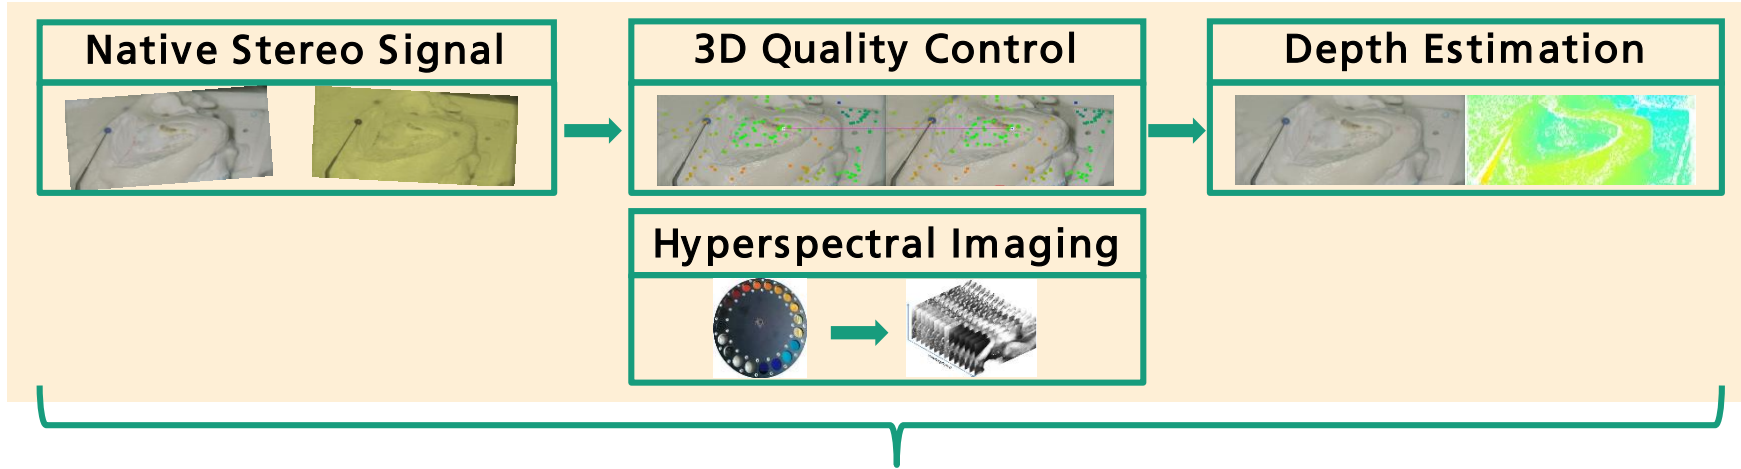 Native Stereo Signal
3D Quality Control
Depth Estimation
Hyperspectral Imaging